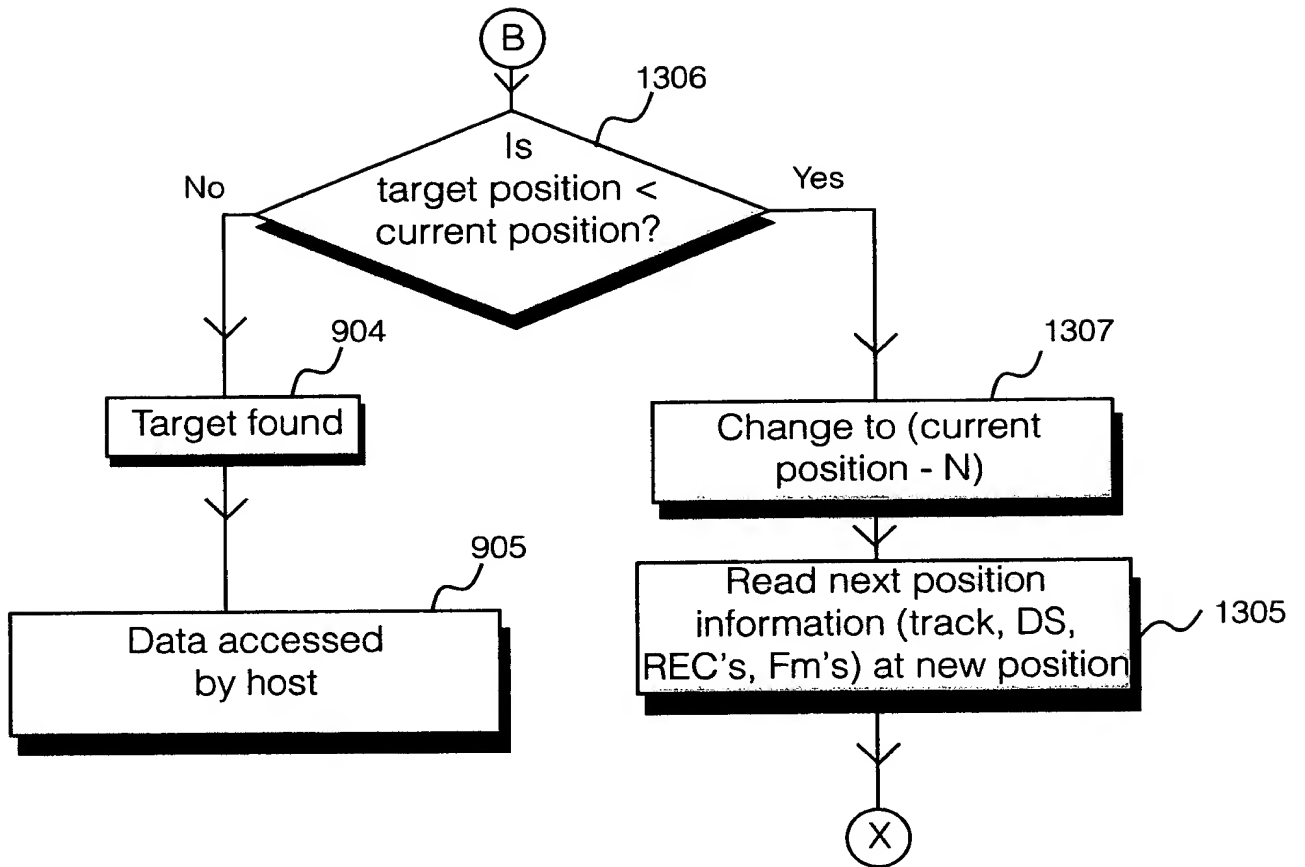 B
1306
Is
target position <
current position?
No
Yes
904
Target found
1307
Change to (current
position - N)
905
Data accessed
by host
Read next position
information (track, DS,
REC's, Fm's) at new position
1305
X